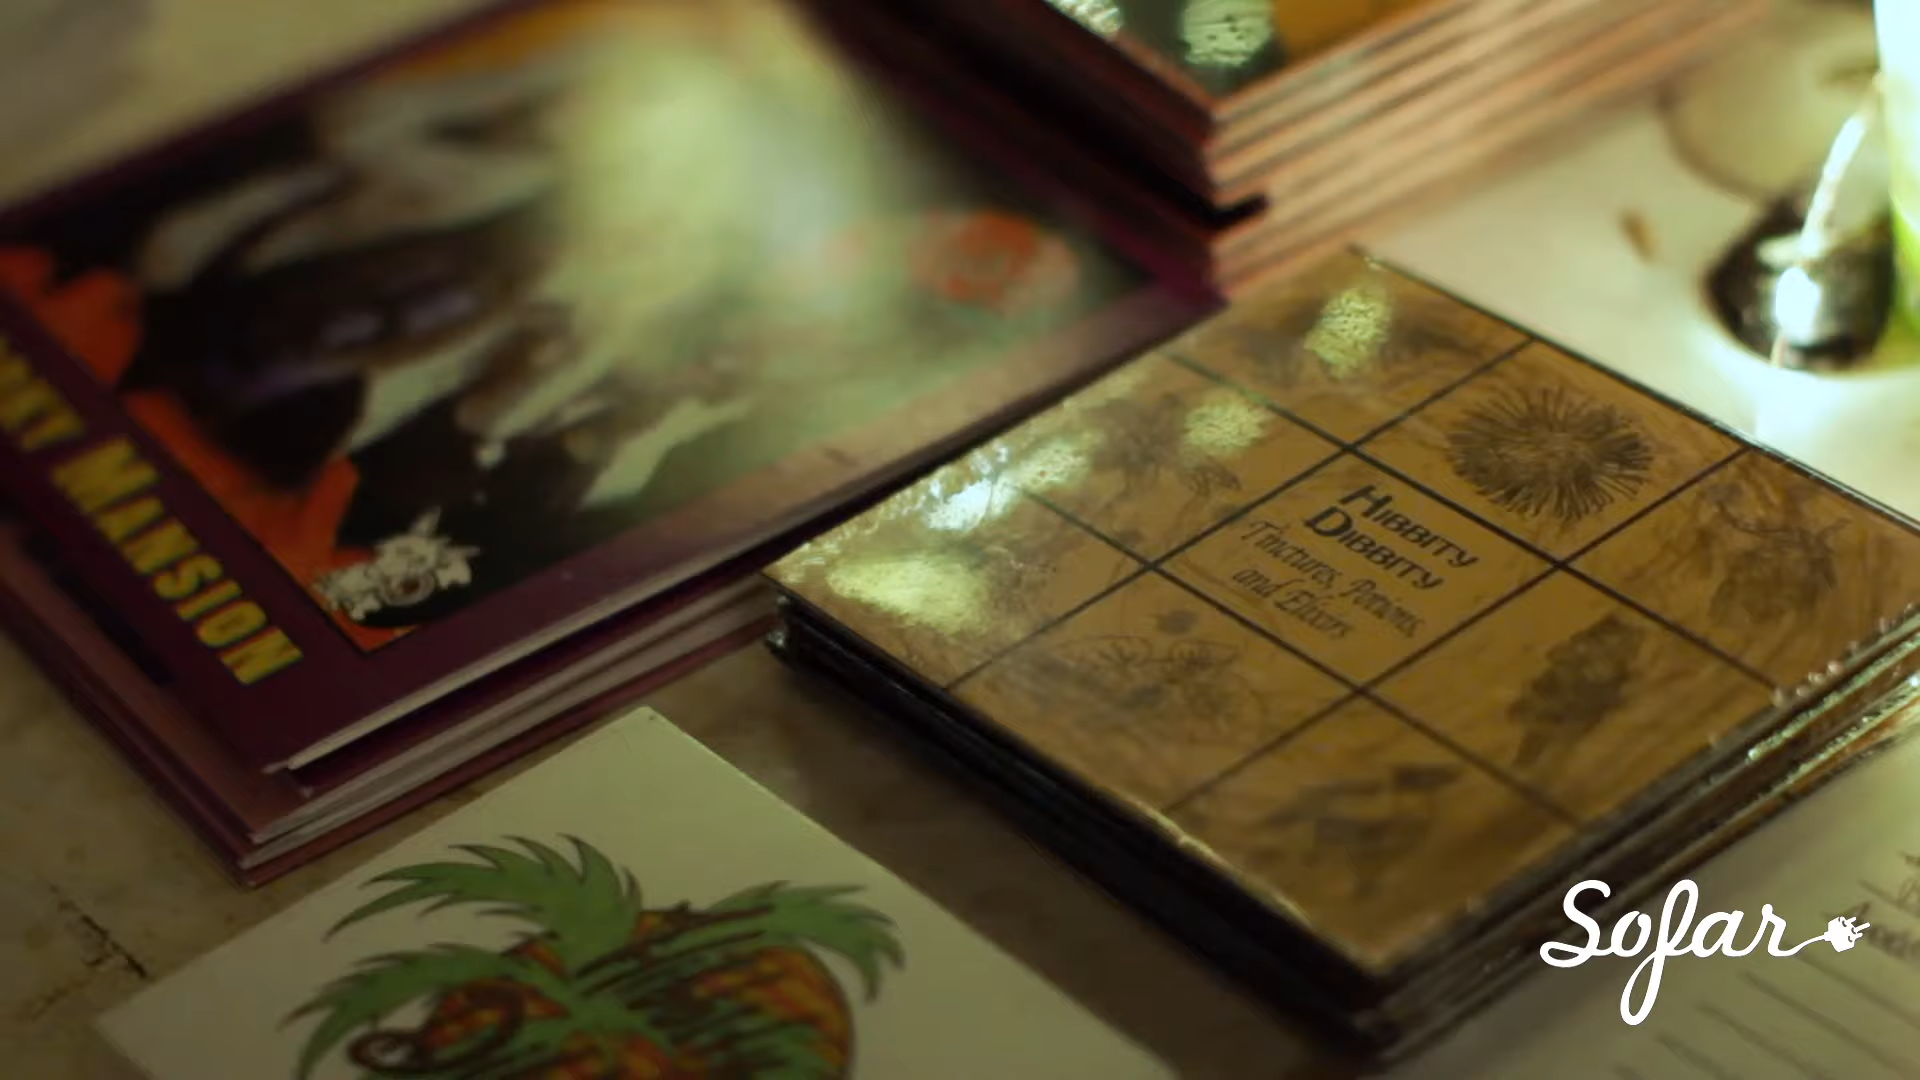 MANSION
HIBBITY
DIBBITY
Tinctures, Potions,
and Elixirs
Sofar